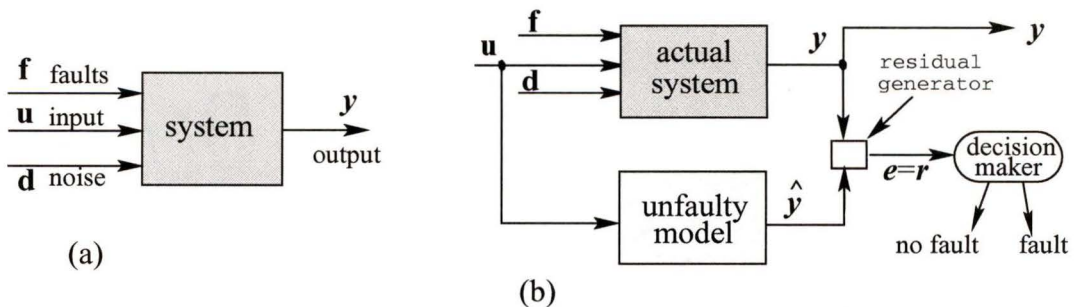 f faults
u input
d noise
system
y
output
(a)
f
u
d
actual
system
y
y
residual
generator
unfaulty
model
ŷ
e=r
decision
maker
no fault
fault
(b)